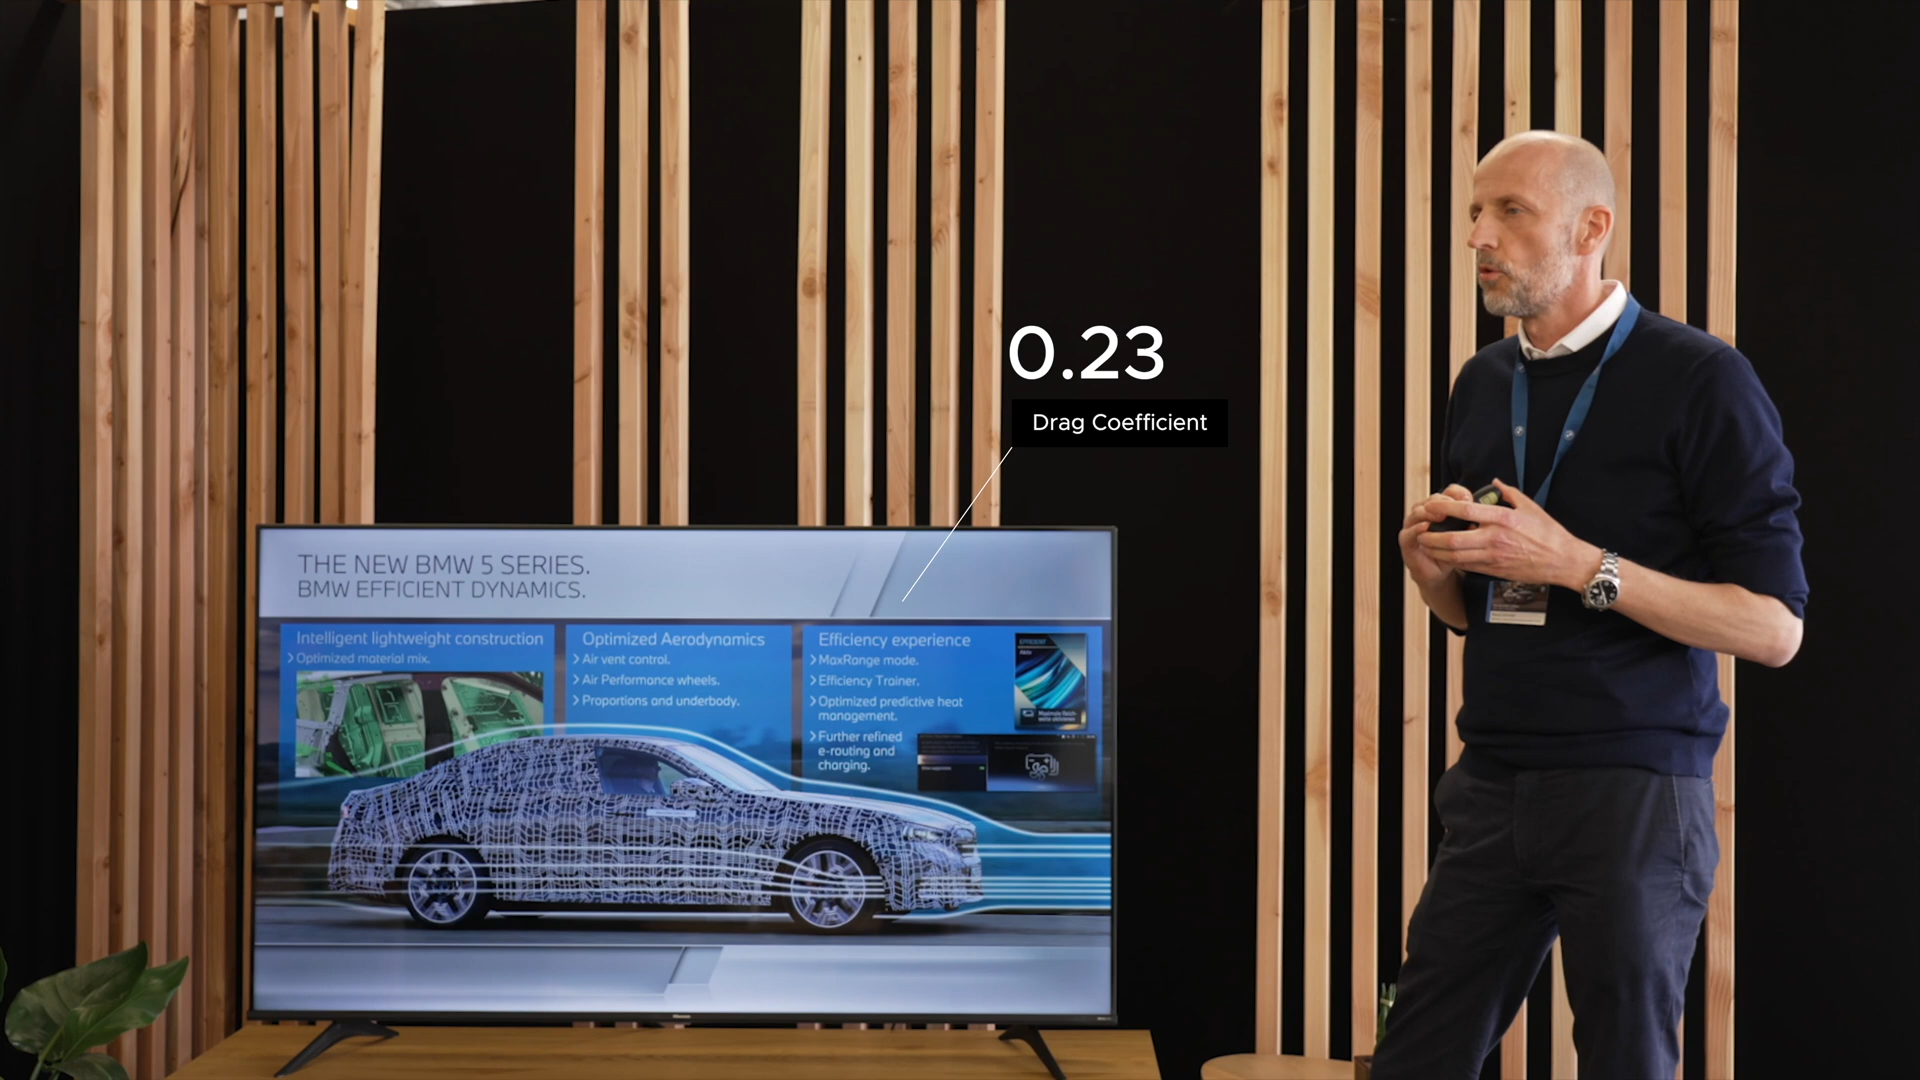 0.23
Drag Coefficient
THE NEW BMW 5 SERIES.
BMW EFFICIENT DYNAMICS.
Intelligent lightweight construction
Optimized material mix.
Optimized Aerodynamics
Air vent control.
Air Performance wheels.
Proportions and underbody.
Efficiency experience
MaxRange mode.
Efficiency Trainer.
Optimized predictive heat
management.
Further refined
e-routing and
charging.
EFFICIENT
Hisense